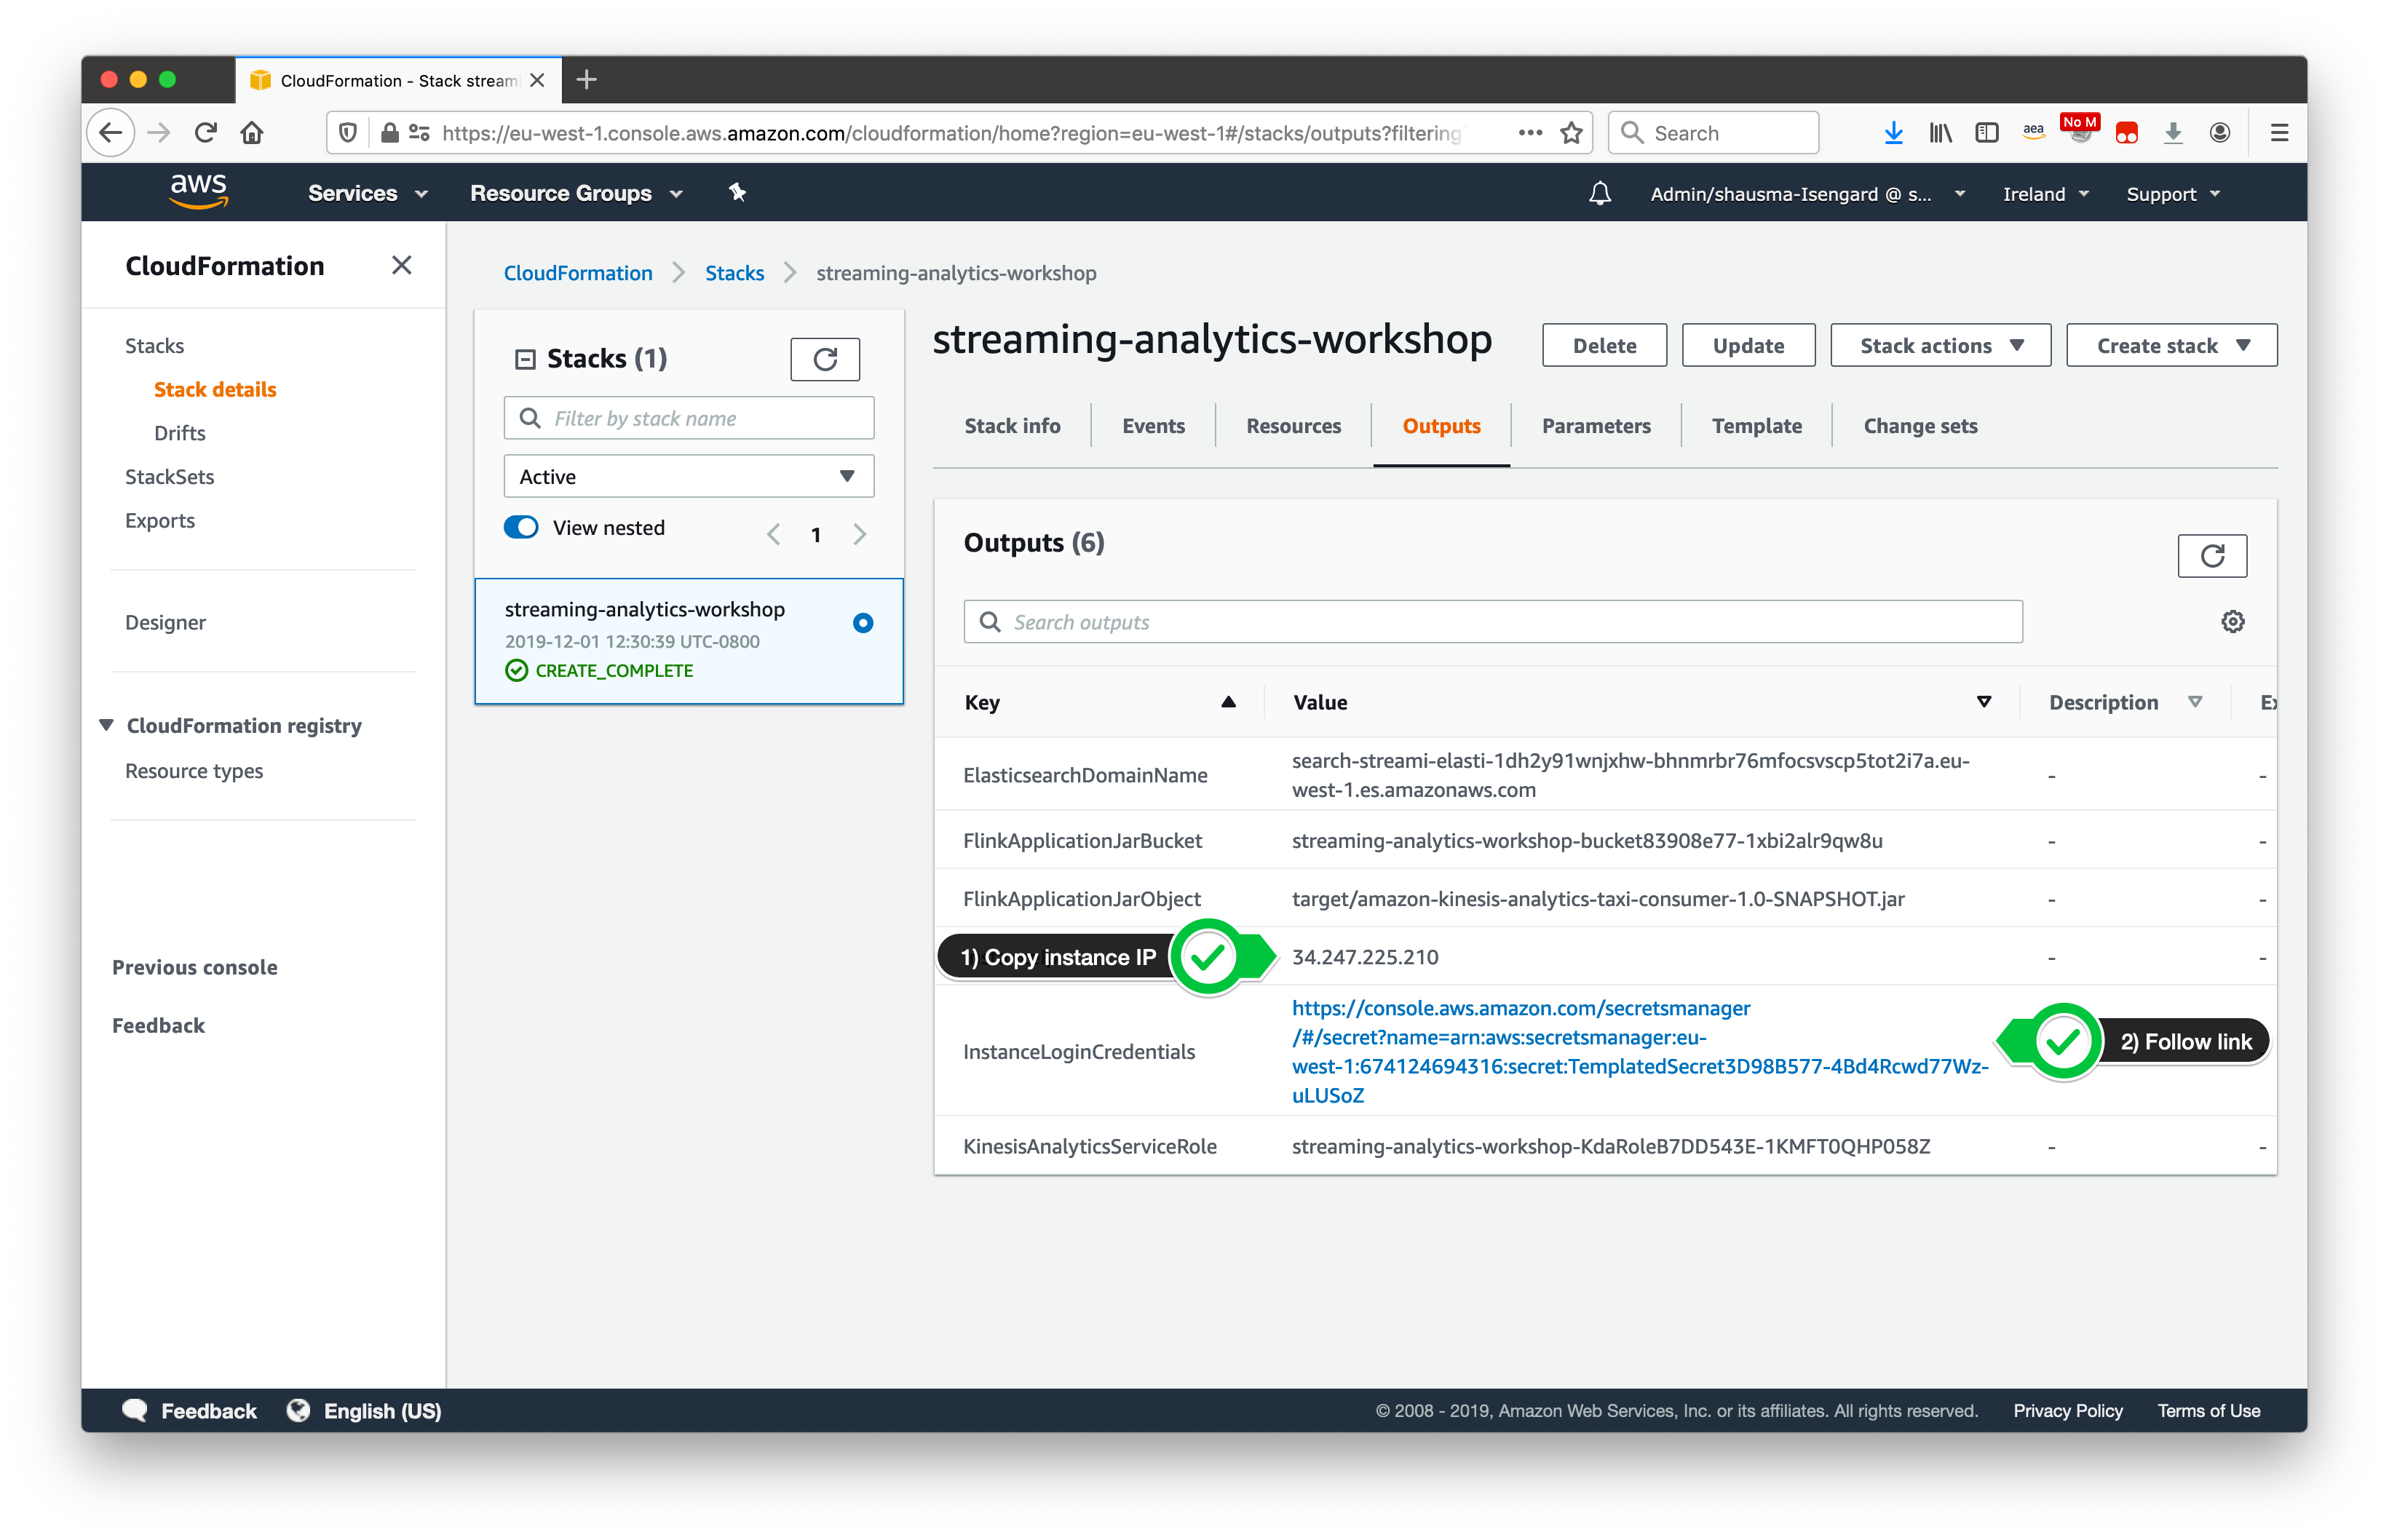 CloudFormation - Stack stream
https://eu-west-1.console.aws.amazon.com/cloudformation/home?region=eu-west-1#/stacks/outputs?filtering
Search
aea
No M
aws
Services
Resource Groups
Admin/shausma-Isengard @ s...
Ireland
Support
CloudFormation
Stacks
Stack details
Drifts
StackSets
Exports
Designer
CloudFormation registry
Resource types
Previous console
Feedback
CloudFormation > Stacks > streaming-analytics-workshop
Stacks (1)
Filter by stack name
Active
View nested
1
streaming-analytics-workshop
2019-12-01 12:30:39 UTC-0800
CREATE_COMPLETE
streaming-analytics-workshop
Delete
Update
Stack actions
Create stack
Stack info
Events
Resources
Outputs
Parameters
Template
Change sets
Outputs (6)
Search outputs
Key Value Description
ElasticsearchDomainName
search-streami-elasti-1dh2y91wnjxhw-bhnmrbr76mfocsvscp5tot2i7a.eu-
west-1.es.amazonaws.com
- -
FlinkApplicationJarBucket streaming-analytics-workshop-bucket83908e77-1xbi2alr9qw8u - -
FlinkApplicationJarObject target/amazon-kinesis-analytics-taxi-consumer-1.0-SNAPSHOT.jar - -
1) Copy instance IP 34.247.225.210 - -
InstanceLoginCredentials
https://console.aws.amazon.com/secretsmanager
/#/secret?name=arn:aws:secretsmanager:eu-
west-1:674124694316:secret:TemplatedSecret3D98B577-4Bd4Rcwd77Wz-
uLUSoZ
2) Follow link
KinesisAnalyticsServiceRole streaming-analytics-workshop-KdaRoleB7DD543E-1KMFT0QHP058Z - -
Feedback
English (US)
© 2008 - 2019, Amazon Web Services, Inc. or its affiliates. All rights reserved.
Privacy Policy
Terms of Use